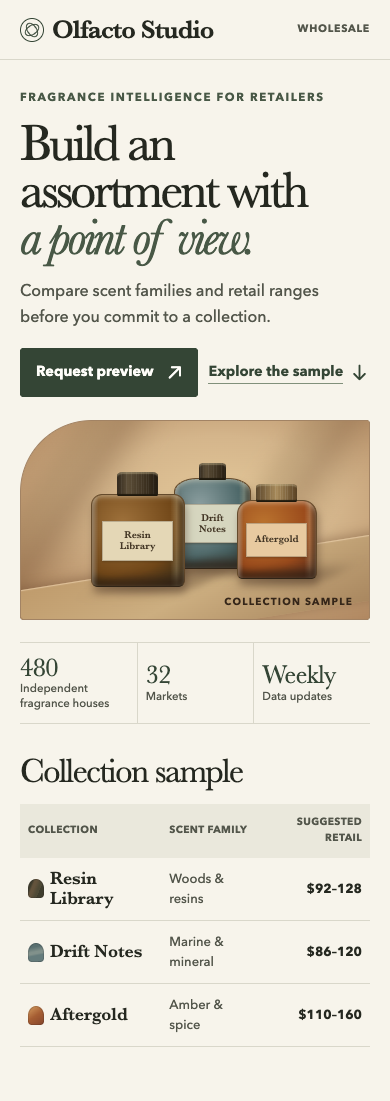 Olfacto Studio
WHOLESALE
FRAGRANCE INTELLIGENCE FOR RETAILERS
Build an
assortment with
a point of view.
Compare scent families and retail ranges
before you commit to a collection.
Request preview
Explore the sample
Resin
Library
Drift
Notes
Aftergold
COLLECTION SAMPLE
480
Independent
fragrance houses
32
Markets
Weekly
Data updates
Collection sample
COLLECTION
SCENT FAMILY
SUGGESTED
RETAIL
Resin
Library
Woods &
resins
$92–128
Drift Notes
Marine &
mineral
$86–120
Aftergold
Amber &
spice
$110–160